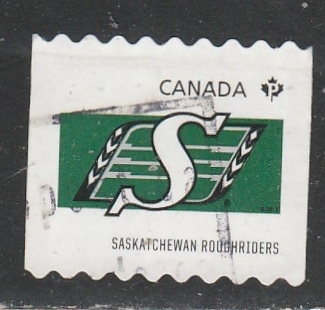 CANADA P
S
SASKATCHEWAN ROUGHRIDERS